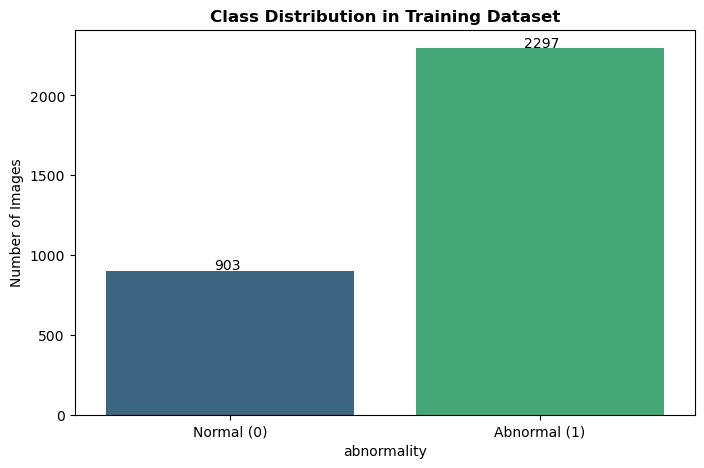 Class Distribution in Training Dataset
2297
2000
1500
1000
903
500
0
Number of Images
Normal (0)
Abnormal (1)
abnormality